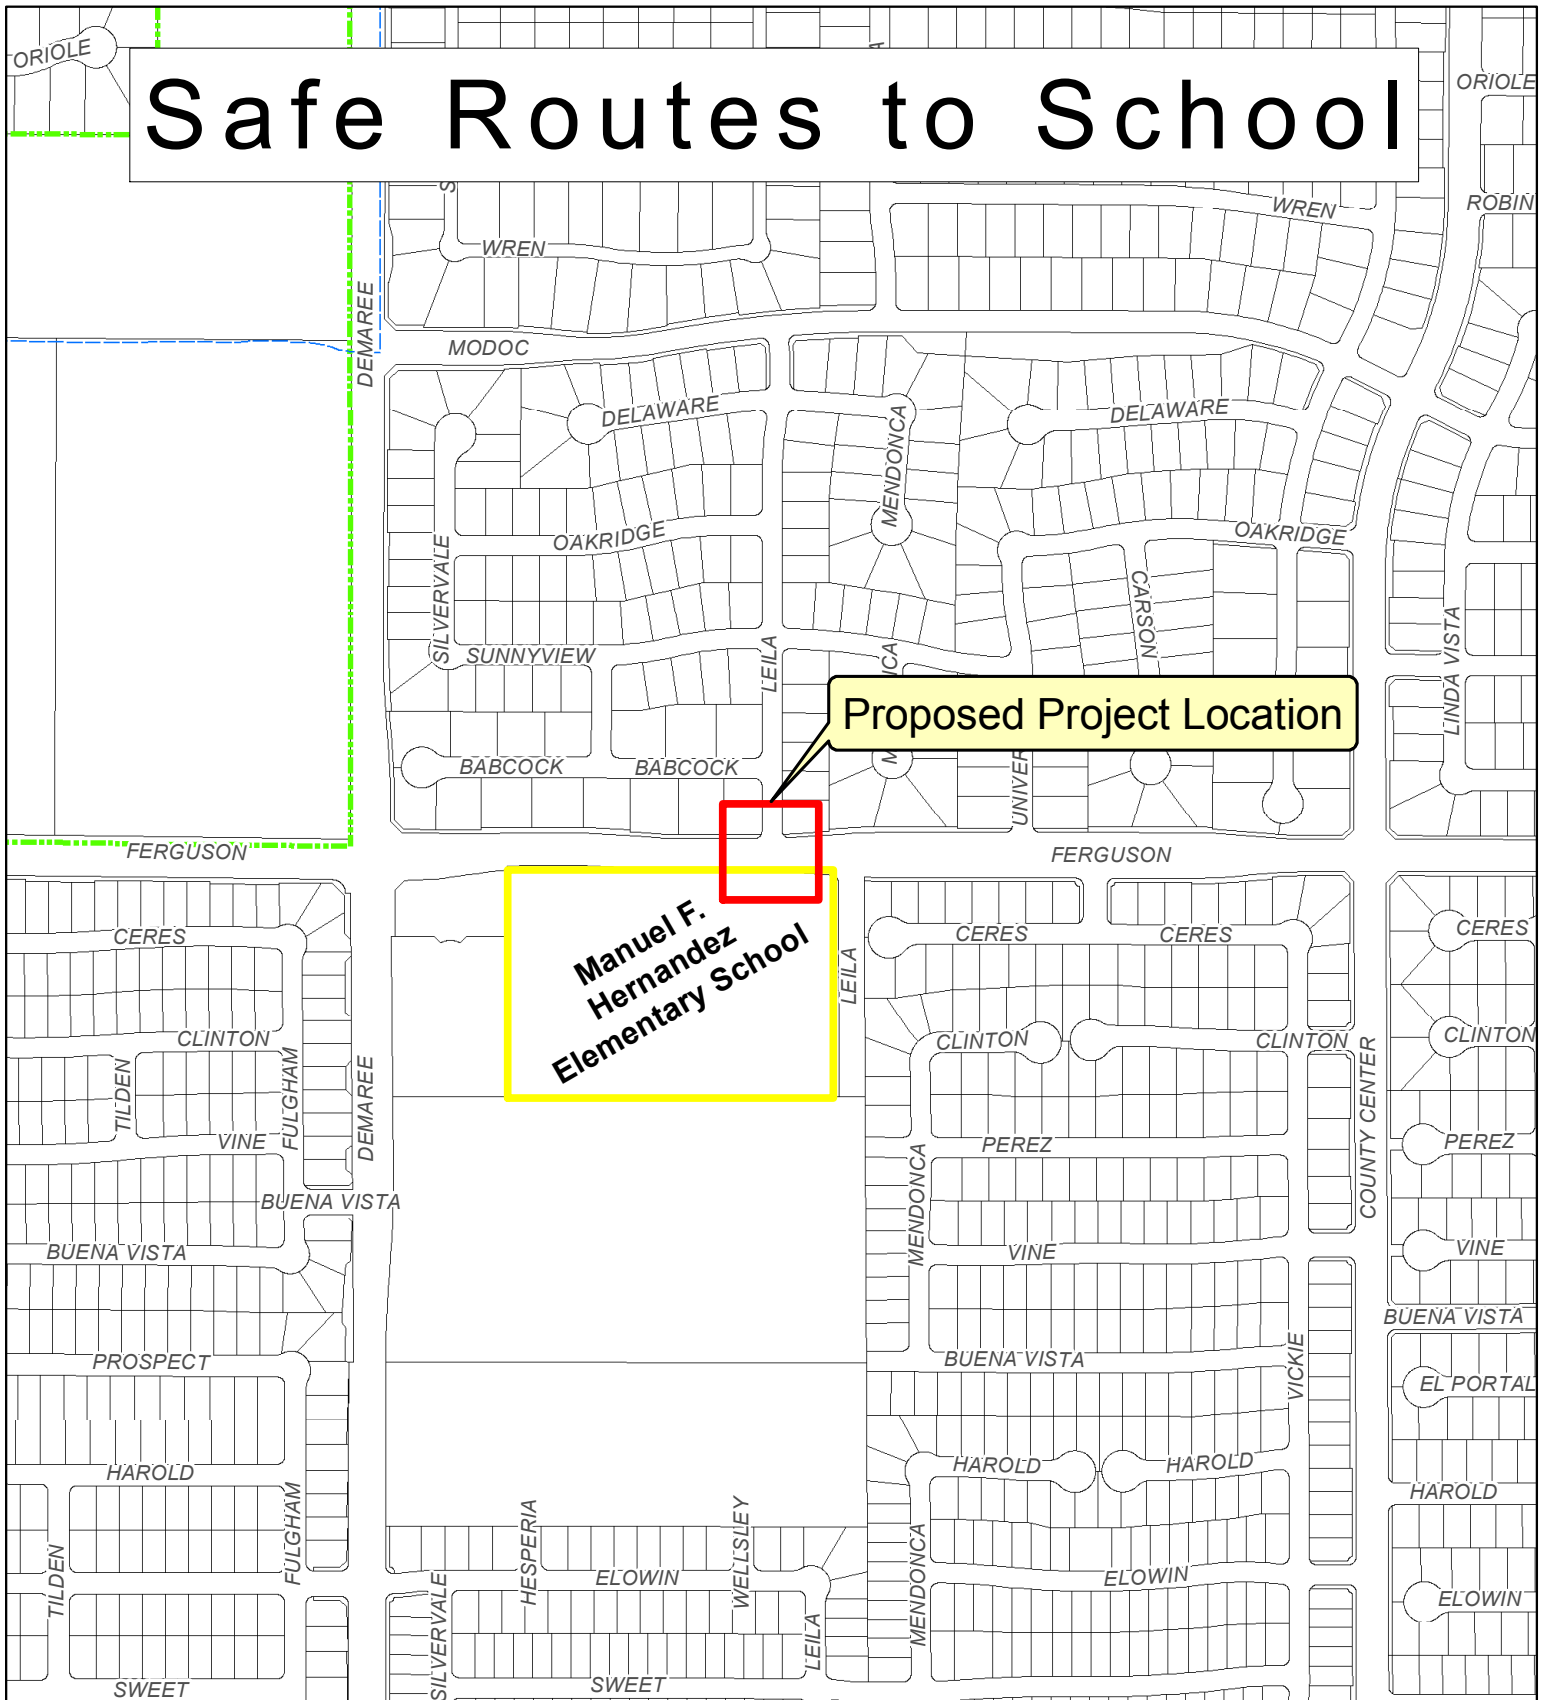 ORIOLE
Safe Routes to School
ORIOLE
WREN
ROBIN
WREN
DEMAREE
MODOC
DELAWARE
DELAWARE
MENDONCA
OAKRIDGE
OAKRIDGE
SILVERVALE
CARSON
LINDA VISTA
SUNNYVIEW
LEILA
Proposed Project Location
BABCOCK
BABCOCK
FERGUSON
FERGUSON
Manuel F.
Hernandez
Elementary School
CERES
CERES
CERES
CERES
LEILA
CLINTON
CLINTON
CLINTON
CLINTON
TILDEN
FULGHAM
DEMAREE
COUNTY CENTER
VINE
PEREZ
PEREZ
BUENA VISTA
MENDONCA
BUENA VISTA
VINE
VINE
BUENA VISTA
PROSPECT
BUENA VISTA
VICKIE
EL PORTAL
HAROLD
HAROLD
HAROLD
HAROLD
FULGHAM
HESPERIA
WELLSLEY
MENDONCA
TILDEN
SILVERVALE
ELOWIN
ELOWIN
ELOWIN
LEILA
SWEET
SWEET